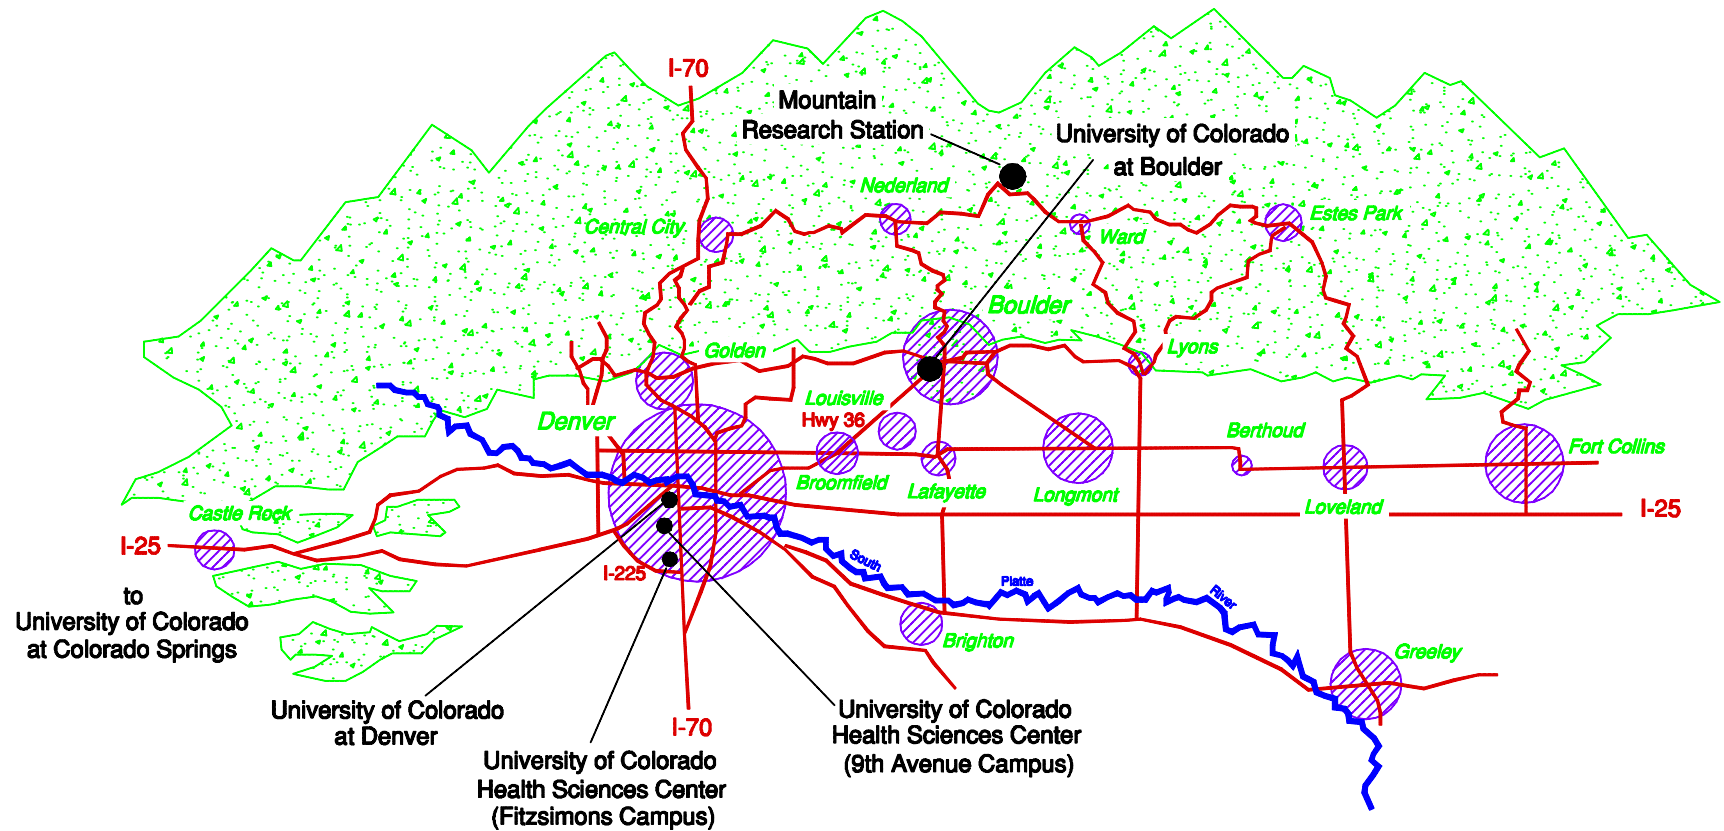 I-70
Mountain
Research Station
University of Colorado
at Boulder
Nederland
Central City
Estes Park
Ward
Boulder
Golden
Lyons
Louisville
Hwy 36
Denver
Berthoud
Fort Collins
Broomfield
Lafayette
Longmont
Loveland
I-25
Castle Rock
I-25
I-225
South
Platte
River
to
University of Colorado
at Colorado Springs
Brighton
Greeley
University of Colorado
at Denver
I-70
University of Colorado
Health Sciences Center
(9th Avenue Campus)
University of Colorado
Health Sciences Center
(Fitzsimons Campus)